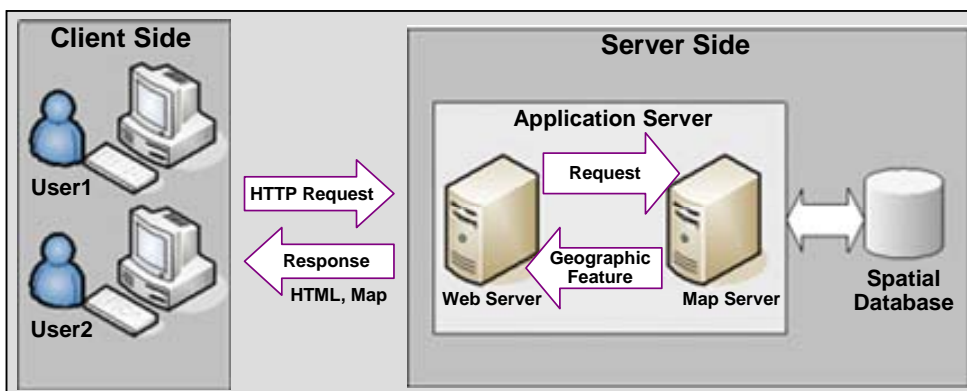 Client Side
User1
User2
HTTP Request
Response
HTML, Map
Server Side
Application Server
Request
Geographic
Feature
Web Server
Map Server
Spatial
Database